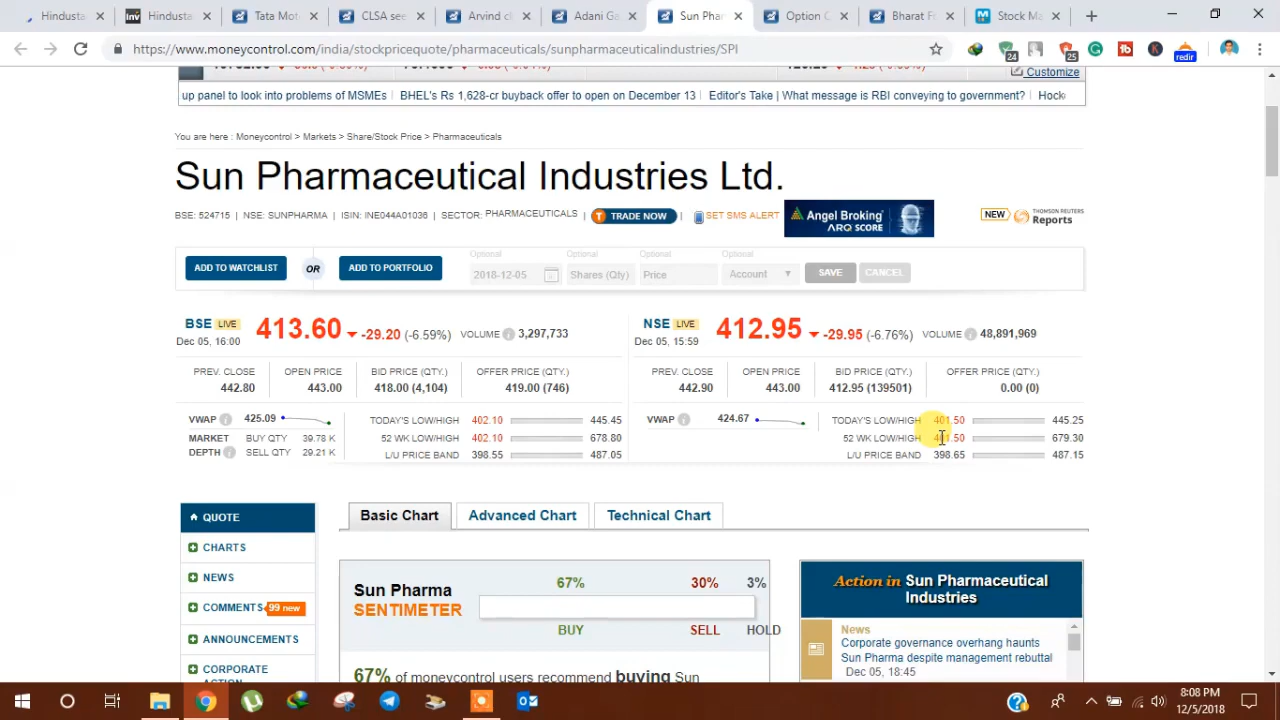 Hindusta
Hindusta
Tata Mot
CLSA see
Arvind cl
Adani Ga
Sun Phar
Option C
Bharat F
Stock Ma
https://www.moneycontrol.com/india/stockpricequote/pharmaceuticals/sunpharmaceuticalindustries/SPI
24
25
redir
Customize
up panel to look into problems of MSMEs | BHEL's Rs 1,628-cr buyback offer to open on December 13 | Editor's Take | What message is RBI conveying to government? | Hock
You are here : Moneycontrol > Markets > Share/Stock Price > Pharmaceuticals
Sun Pharmaceutical Industries Ltd.
BSE: 524715 | NSE: SUNPHARMA | ISIN: INE044A01036 | SECTOR: PHARMACEUTICALS | TRADE NOW | SET SMS ALERT
Angel Broking
ARQ SCORE
NEW THOMSON REUTERS
Reports
ADD TO WATCHLIST OR ADD TO PORTFOLIO
Optional Optional Optional Optional
2018-12-05 Shares (Qty) Price Account SAVE CANCEL
BSE LIVE 413.60 -29.20 (-6.59%) VOLUME 3,297,733
Dec 05, 16:00
PREV. CLOSE OPEN PRICE BID PRICE (QTY.) OFFER PRICE (QTY.)
442.80 443.00 418.00 (4,104) 419.00 (746)
VWAP 425.09 TODAY'S LOW/HIGH 402.10 445.45
MARKET BUY QTY 39.78 K 52 WK LOW/HIGH 402.10 678.80
DEPTH SELL QTY 29.21 K L/U PRICE BAND 398.55 487.05
NSE LIVE 412.95 -29.95 (-6.76%) VOLUME 48,891,969
Dec 05, 15:59
PREV. CLOSE OPEN PRICE BID PRICE (QTY.) OFFER PRICE (QTY.)
442.90 443.00 412.95 (139501) 0.00 (0)
VWAP 424.67 TODAY'S LOW/HIGH 401.50 445.25
52 WK LOW/HIGH 401.50 679.30
L/U PRICE BAND 398.65 487.15
QUOTE
CHARTS
NEWS
COMMENTS 99 new
ANNOUNCEMENTS
CORPORATE
Basic Chart Advanced Chart Technical Chart
Sun Pharma
SENTIMETER
67% 30% 3%
BUY SELL HOLD
67% of moneycontrol users recommend buying Sun
Action in Sun Pharmaceutical
Industries
News
Corporate governance overhang haunts
Sun Pharma despite management rebuttal
Dec 05, 18:45
8:08 PM
12/5/2018